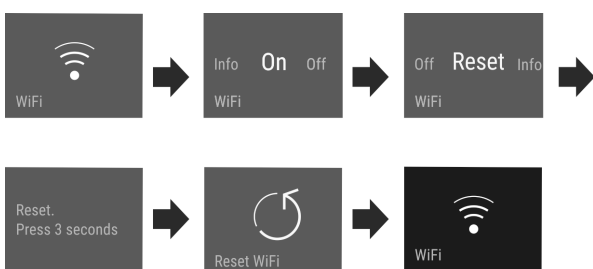 WiFi
Info On Off
WiFi
Off Reset Info
WiFi
Reset.
Press 3 seconds
Reset WiFi
WiFi